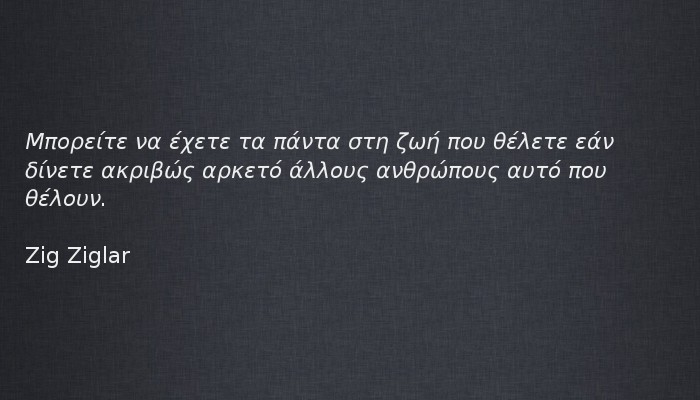 Μπορείτε να έχετε τα πάντα στη ζωή που θέλετε εάν
δίνετε ακριβώς αρκετό άλλους ανθρώπους αυτό που
θέλουν.
Zig Ziglar